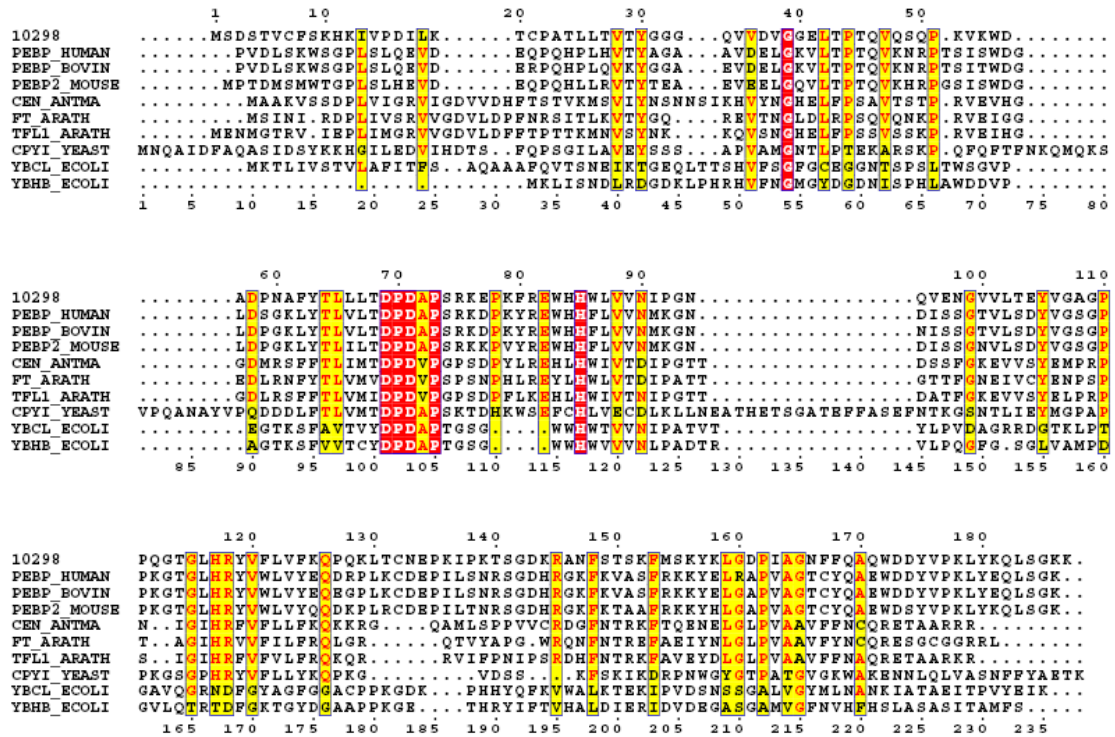 1 10 20 30 40 50
10298 .......MSDSTVCFSKHKIVPDILK......TCPATLLTVTYGGG...QVVDVGGELTPTQVQSQP.KVKWD.......
PEBP_HUMAN .........PVDLSKWSGPLSLQEVD......EQPQHPLHVTYAGA...AVDELGKVLTPTQVKNRPTSISWDG......
PEBP_BOVIN .........PVDLSKWSGPLSLQEVD......ERPQHPLQVKYGGA...EVDELGKVLTPTQVKNRPTSITWDG......
PEBP2_MOUSE .......MPTDMSMWTGPLSLHEVD......EQPQHLLRVTYTEA...EVEELGQVLTPTQVKHRPGSISWDG......
CEN_ANTMA ......MAAKVSSDPLVIGRVIGDVVDHFTSTVKMSVIYNSNNSIKHVYNGHELFPSAVTSTP.RVEVHG.......
FT_ARATH .......MSINI.RDPLIVSRVVGDVLDPFNRSITLKVTYGQ...REVTNGLDLRPSQVQNKP.RVEIGG.......
TFL1_ARATH ......MENMGTRV.IEPLIMGRVVGDVLDFFTPTTKMNVSYNK...KQVSNGHELFPSSVSSKP.RVEIHG.......
CPYI_YEAST MNQAIDFAQASIDSYKKHGILEDVIHDTS.FQPSGILAVEYSSS...APVAMGNTLPTEKARSKP.QFQFTFNKQMQKS
YBCL_ECOLI .........MKTLIVSTVLAFITFS..AQAAAFQVTSNEIKTGEQLTTSHVFSGFGCEGGNTSPSLTWSGVP......
YBHB_ECOLI ......................MKLISNDLRDGDKLPHRHVFNGMGYDGDNISPHLAWDDVP......
1 5 10 15 20 25 30 35 40 45 50 55 60 65 70 75 80
60 70 80 90 100 110
10298 ........ADPNAFYTLLLTDPDAPSRKEPKFREWHHWLVVNIPGN..................QVENGVVLTEYVGAGP
PEBP_HUMAN ........LDSGKLYTLVLTDPDAPSRKDPKYREWHHFLVVNMKGN..................DISSGTVLSDYVGSGP
PEBP_BOVIN ........LDPGKLYTLVLTDPDAPSRKDPKYREWHHFLVVNMKGN..................NISSGTVLSDYVGSGP
PEBP2_MOUSE ........LDPGKLYTLILTDPDAPSRKKPVYREWHHFLVVNMKGN..................DISSGNVLSDYVGSGP
CEN_ANTMA ........GDMRSFFTLIMTDPDVPGPSDPYLREHLHWIVTDIPGTT.................DSSFGKEVVSYEMPRP
FT_ARATH ........EDLRNFYTLVMVDPDVPSPSNPHLREYLHWLVTDIPATT.................GTTFGNEIVCYENPSP
TFL1_ARATH ........GDLRSFFTLVMIDPDVPGPSDPFLKEHLHWIVTNIPGTT.................DATFGKEVVSYELPRP
CPYI_YEAST VPQANAYVPQDDDLFTLVMTDPDAPSKTDHKWSEFCHLVECDLKLLNEATHETSGATEFFASEFNTKGSNTLIEYMGPAP
YBCL_ECOLI ........EGTKSFAVTVYDPDAPTGSG...WWHWTVVNIPATVT...............YLPVDAGRRDGTKLPT
YBHB_ECOLI ........AGTKSFVVTCYDPDAPTGSG...WWHWVVVNLPADTR...............VLPQGFG.SGLVAMPD
85 90 95 100 105 110 115 120 125 130 135 140 145 150 155 160
120 130 140 150 160 170 180
10298 PQGTGLHRYVFLVFKQPQKLTCNEPKIPKTSGDKRANFSTSKFMSKYKLGDPIAGNFFQAQWDDYVPKLYKQLSGKK.
PEBP_HUMAN PKGTGLHRYVWLVYEQDRPLKCDEPILSNRSGDHRGKFKVASFRKKYELRAPVAGTCYQAEWDDYVPKLYEQLSGK..
PEBP_BOVIN PKGTGLHRYVWLVYEQEGPLKCDEPILSNRSGDHRGKFKVASFRKKYELGAPVAGTCYQAEWDDYVPKLYEQLSGK..
PEBP2_MOUSE PKGTGLHRYVWLVYQQDKPLRCDEPILTNRSGDHRGKFKTAAFRKKYHLGAPVAGTCYQAEWDSYVPKLYKQLSGK..
CEN_ANTMA N..IGIHRFVFLLFKQKKRG....QAMLSPPVVCRDGFNTRKFTQENELGLPVAAVFFNCQRETAARRR.........
FT_ARATH T..AGIHRVVFILFRQLGR......QTVYAPG.WRQNFNTREFAEIYNLGLPVAAVFYNCQRESGCGGRRL.......
TFL1_ARATH S..IGIHRFVFVLFRQKQR.....RVIFPNIPSRDHFNTRKFAVEYDLGLPVAAVFFNAQRETAARKR..........
CPYI_YEAST PKGSGPHRYVFLLYKQPKG.......VDSS..KFSKIKDRPNWGYGTPATGVGKWAKENNLQLVASNFFYAETK
YBCL_ECOLI GAVQGRNDFGYAGFGGACPPKGDK...PHHYQFKVWALKTEKIPVDSNSSGALVGYMLNANKIATAEITPVYEIK.
YBHB_ECOLI GVLQTRTDFGKTGYDGAAPPKGE....THRYIFTVHALDIERIDVDEGASGAMVGFNVHFHSLASASITAMFS...
165 170 175 180 185 190 195 200 205 210 215 220 225 230 235